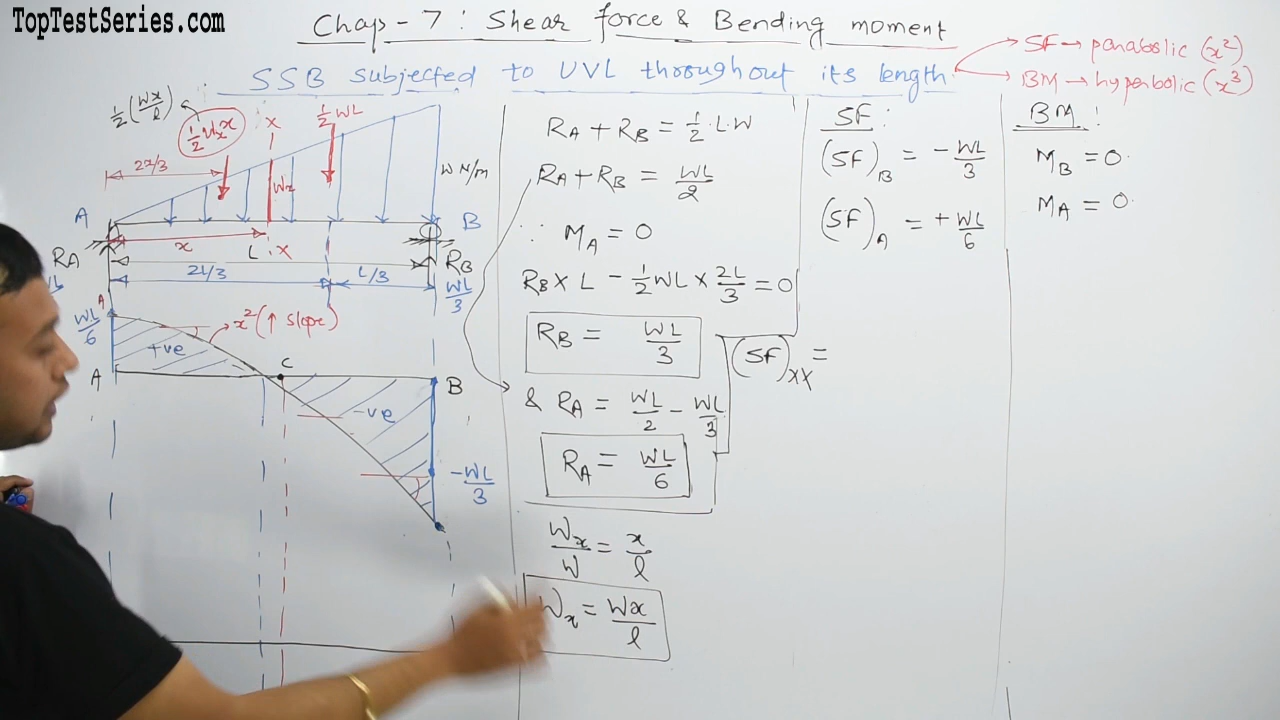 TopTestSeries.com
Chap-7: Shear force & Bending moment
SSB subjected to UVL throughout its length.
SF → parabolic (x²)
BM → hyperbolic (x³)
½(Wx/l)
½ Wx x
X
½ WL
2x/3
Wx
W N/m
A
B
x
L
X
RA
RB
2L/3
L/3
WL/3
A
WL/6
x² (↑ slope)
+ve
C
A
B
-ve
-WL/3
RA + RB = ½ · L · W
RA + RB = WL/2
∵ MA = 0
RB × L - ½ WL × 2L/3 = 0
RB = WL/3
& RA = WL/2 - WL/3
RA = WL/6
Wx/W = x/l
Wx = Wx/l
SF:
(SF)B = -WL/3
(SF)A = +WL/6
(SF)XX =
BM:
MB = 0.
MA = 0.